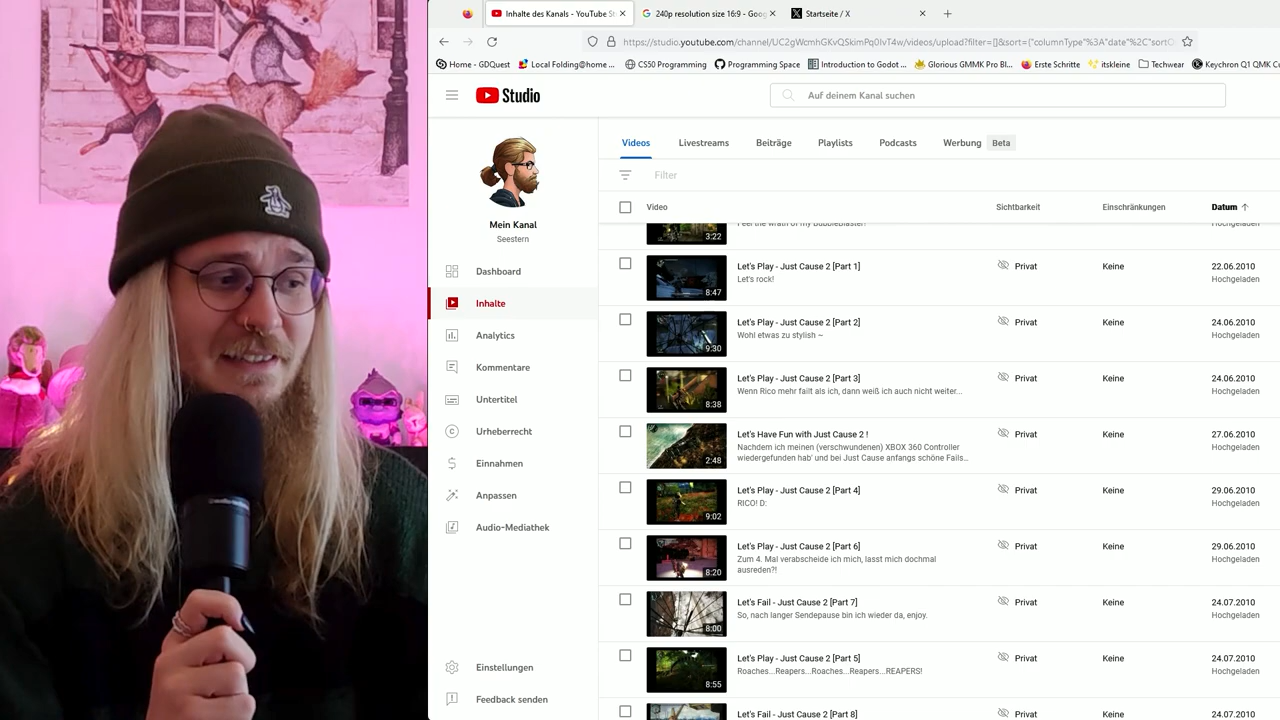 Inhalte des Kanals - YouTube St
240p resolution size 16:9 - Goog
Startseite / X
https://studio.youtube.com/channel/UC2gWcmhGKvQSkimPq0IvT4w/videos/upload?filter=[]&sort={"columnType"%3A"date"%2C"sortO
Home - GDQuest
Local Folding@home ...
CS50 Programming
Programming Space
Introduction to Godot ...
Glorious GMMK Pro Bl...
Erste Schritte
itskleine
Techwear
Keychron Q1 QMK Cu
Studio
Auf deinem Kanal suchen
Mein Kanal
Seestern
Dashboard
Inhalte
Analytics
Kommentare
Untertitel
Urheberrecht
Einnahmen
Anpassen
Audio-Mediathek
Einstellungen
Feedback senden
Videos Livestreams Beiträge Playlists Podcasts Werbung Beta
Filter
Video Sichtbarkeit Einschränkungen Datum
Feel the wrath of my Bubbleblaster!
3:22
Let's Play - Just Cause 2 [Part 1] Privat Keine 22.06.2010
Let's rock! Hochgeladen
8:47
Let's Play - Just Cause 2 [Part 2] Privat Keine 24.06.2010
Wohl etwas zu stylish ~ Hochgeladen
9:30
Let's Play - Just Cause 2 [Part 3] Privat Keine 24.06.2010
Wenn Rico mehr failt als ich, dann weiß ich auch nicht weiter... Hochgeladen
8:38
Let's Have Fun with Just Cause 2 ! Privat Keine 27.06.2010
Nachdem ich meinen (verschwundenen) XBOX 360 Controller Hochgeladen
wiedergefunden hab' und bei Just Cause anfangs schöne Fails...
2:48
Let's Play - Just Cause 2 [Part 4] Privat Keine 29.06.2010
RICO! D: Hochgeladen
9:02
Let's Play - Just Cause 2 [Part 6] Privat Keine 29.06.2010
Zum 4. Mal verabscheide ich mich, lasst mich dochmal Hochgeladen
ausreden?!
8:20
Let's Fail - Just Cause 2 [Part 7] Privat Keine 24.07.2010
So, nach langer Sendepause bin ich wieder da, enjoy. Hochgeladen
8:00
Let's Play - Just Cause 2 [Part 5] Privat Keine 24.07.2010
Roaches...Reapers...Roaches...Reapers...REAPERS! Hochgeladen
8:55
Let's Fail - Just Cause 2 [Part 8] Privat Keine 24.07.2010